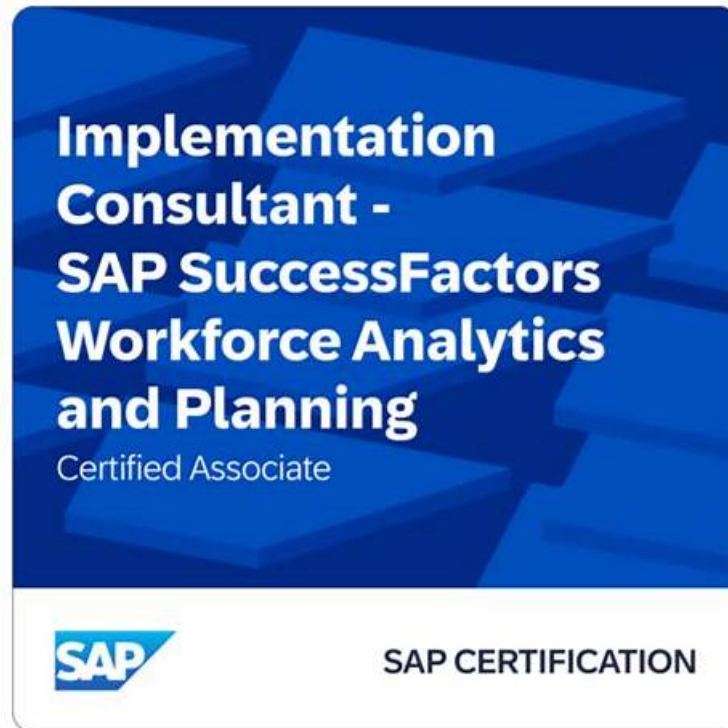 Implementation
Consultant -
SAP SuccessFactors
Workforce Analytics
and Planning
Certified Associate
SAP
SAP CERTIFICATION